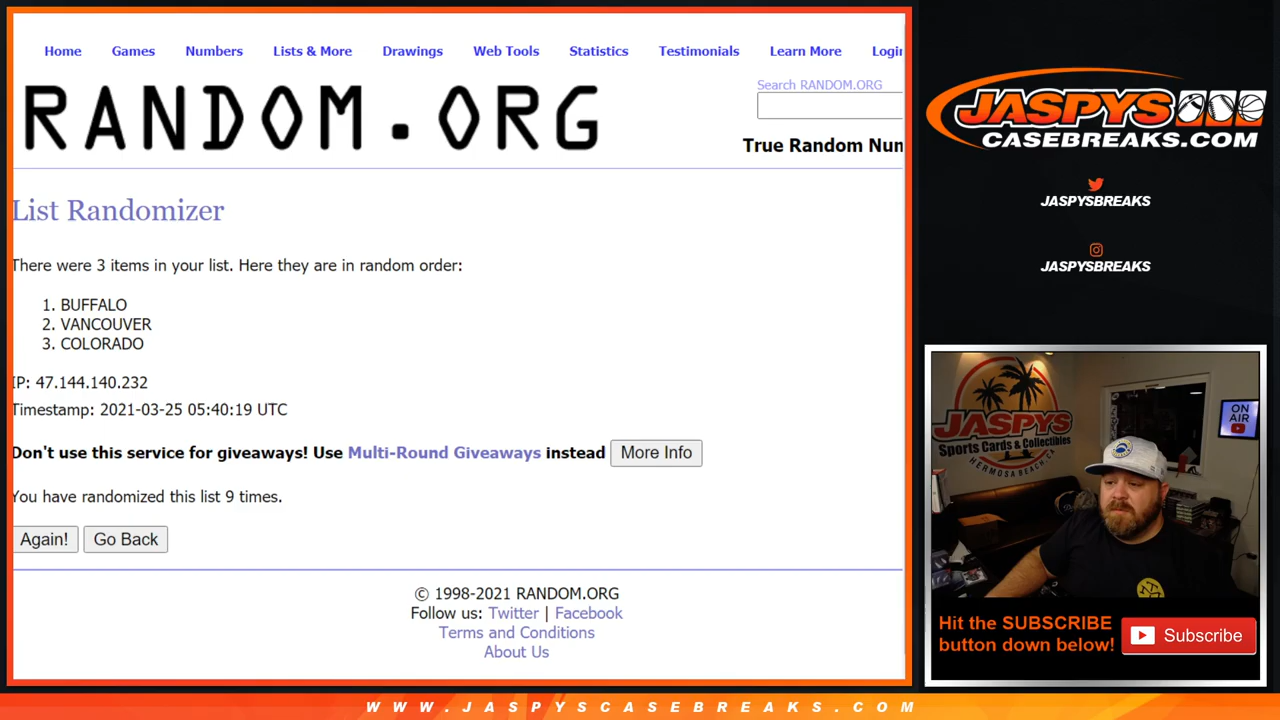 Home Games Numbers Lists & More Drawings Web Tools Statistics Testimonials Learn More Login
RANDOM.ORG
Search RANDOM.ORG
True Random Num
List Randomizer
There were 3 items in your list. Here they are in random order:
1. BUFFALO
2. VANCOUVER
3. COLORADO
IP: 47.144.140.232
Timestamp: 2021-03-25 05:40:19 UTC
Don't use this service for giveaways! Use Multi-Round Giveaways instead More Info
You have randomized this list 9 times.
Again! Go Back
© 1998-2021 RANDOM.ORG
Follow us: Twitter | Facebook
Terms and Conditions
About Us
JASPYS
CASEBREAKS.COM
JASPYSBREAKS
JASPYSBREAKS
JASPYS
Sports Cards & Collectibles
HERMOSA BEACH, CA
ON
AIR
Hit the SUBSCRIBE
button down below!
Subscribe
WWW.JASPYSCASEBREAKS.COM